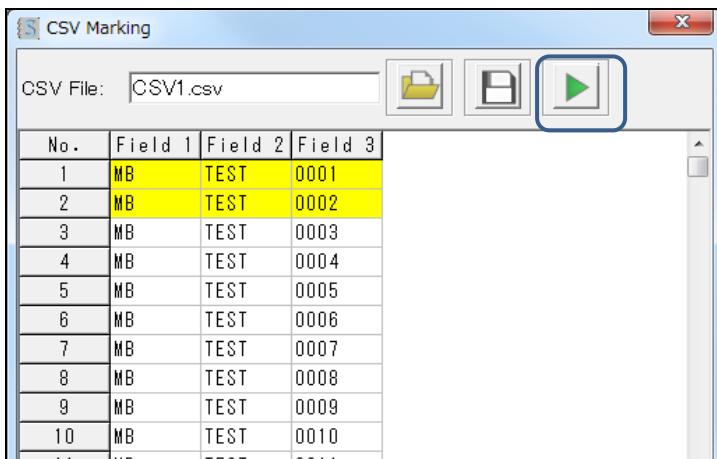 CSV Marking
CSV File: CSV1.csv
No. Field 1 Field 2 Field 3
1 MB TEST 0001
2 MB TEST 0002
3 MB TEST 0003
4 MB TEST 0004
5 MB TEST 0005
6 MB TEST 0006
7 MB TEST 0007
8 MB TEST 0008
9 MB TEST 0009
10 MB TEST 0010